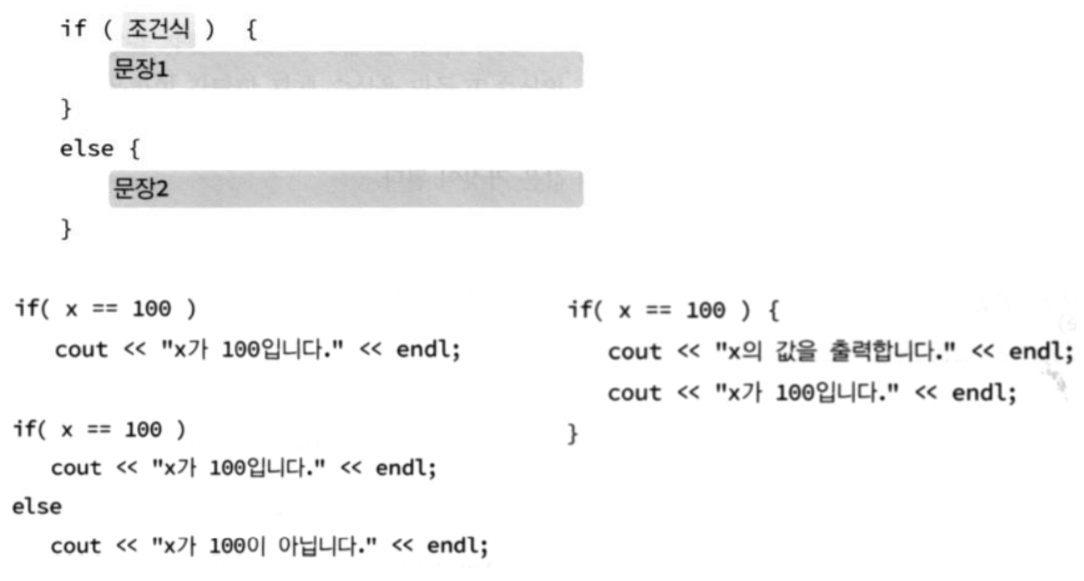 if ( 조건식 ) {
문장1
}
else {
문장2
}
if( x == 100 )
cout << "x가 100입니다." << endl;
if( x == 100 )
cout << "x가 100입니다." << endl;
else
cout << "x가 100이 아닙니다." << endl;
if( x == 100 ) {
cout << "x의 값을 출력합니다." << endl;
cout << "x가 100입니다." << endl;
}